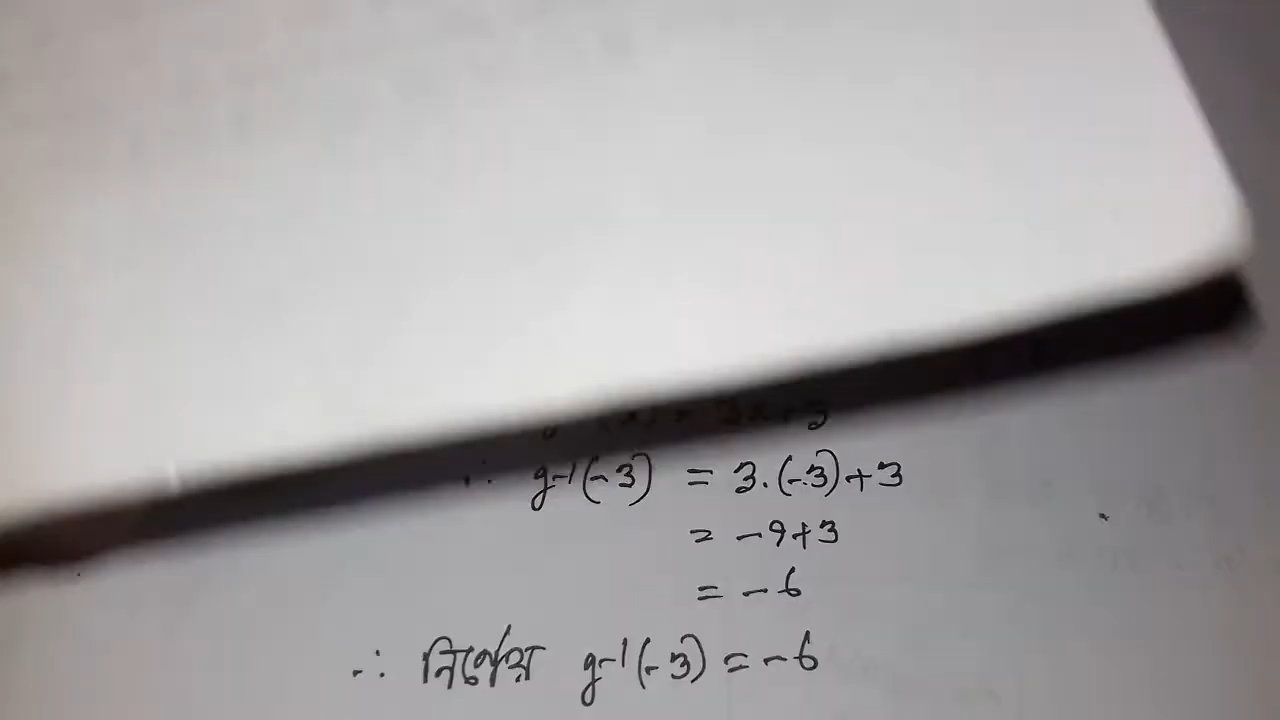 ∴ g-1(-3) = 3.(-3)+3
= -9+3
= -6
∴ নির্ণেয় g-1(-3) = -6